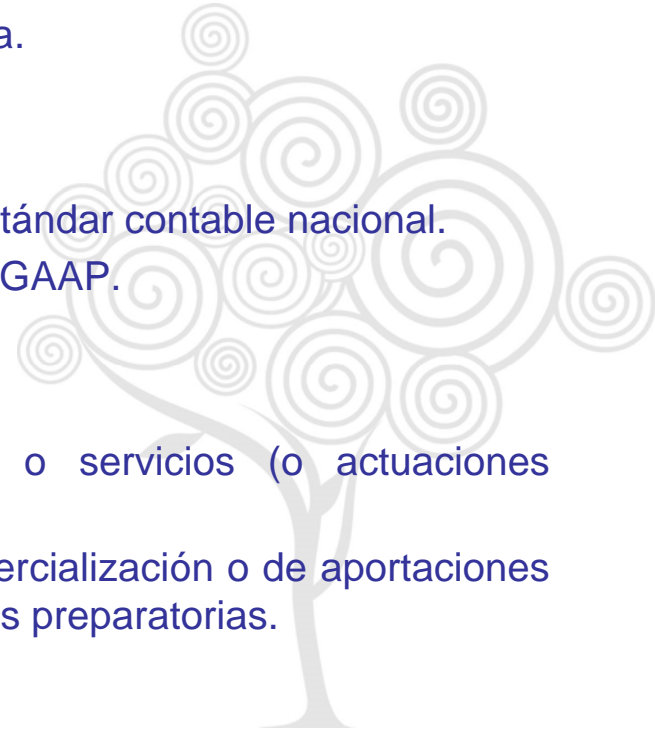 a.
tándar contable nacional.
GAAP.
o servicios (o actuaciones
ercialización o de aportaciones
s preparatorias.